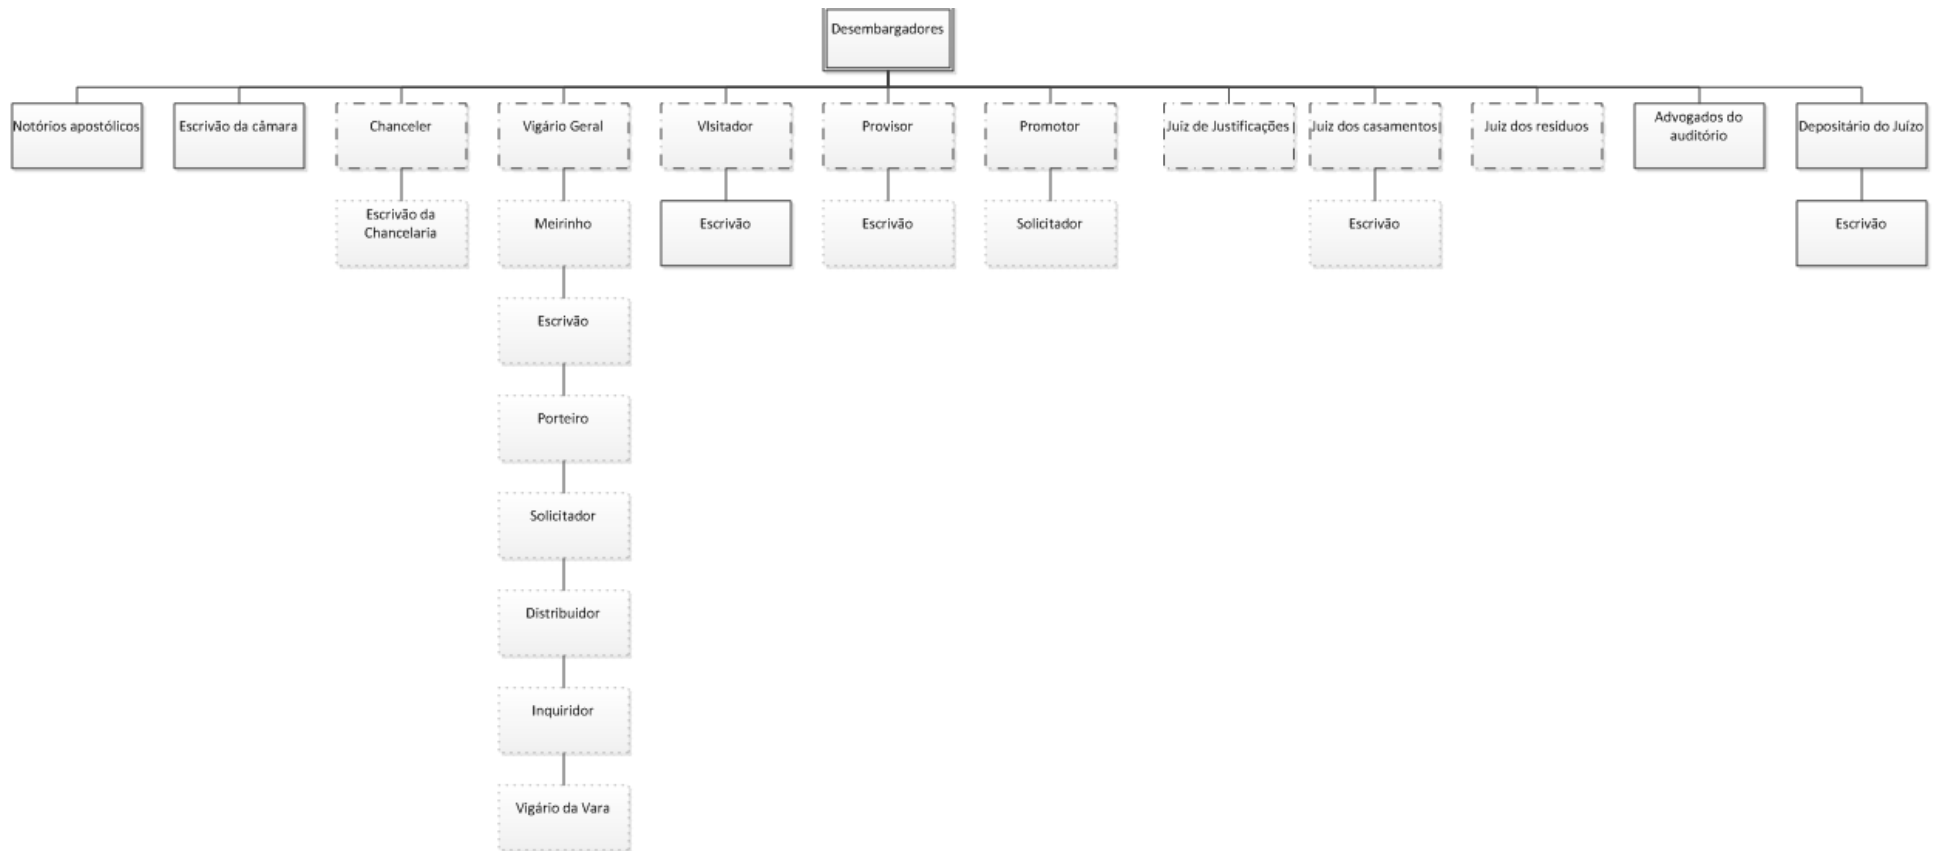 Desembargadores
Notórios apostólicos
Escrivão da câmara
Chanceler
Vigário Geral
VIsitador
Provisor
Promotor
Juiz de Justificações
Juiz dos casamentos
Juiz dos resíduos
Advogados do
auditório
Depositário do Juízo
Escrivão da
Chancelaria
Meirinho
Escrivão
Escrivão
Solicitador
Escrivão
Escrivão
Escrivão
Porteiro
Solicitador
Distribuidor
Inquiridor
Vigário da Vara